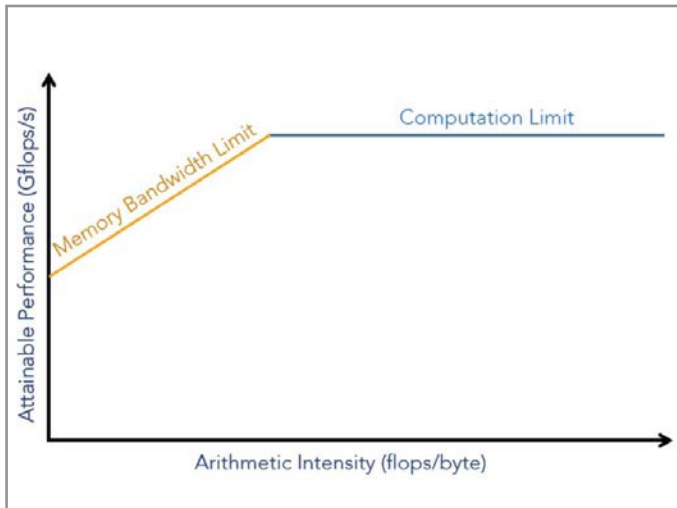 Computation Limit
Memory Bandwidth Limit
Attainable Performance (Gflops/s)
Arithmetic Intensity (flops/byte)